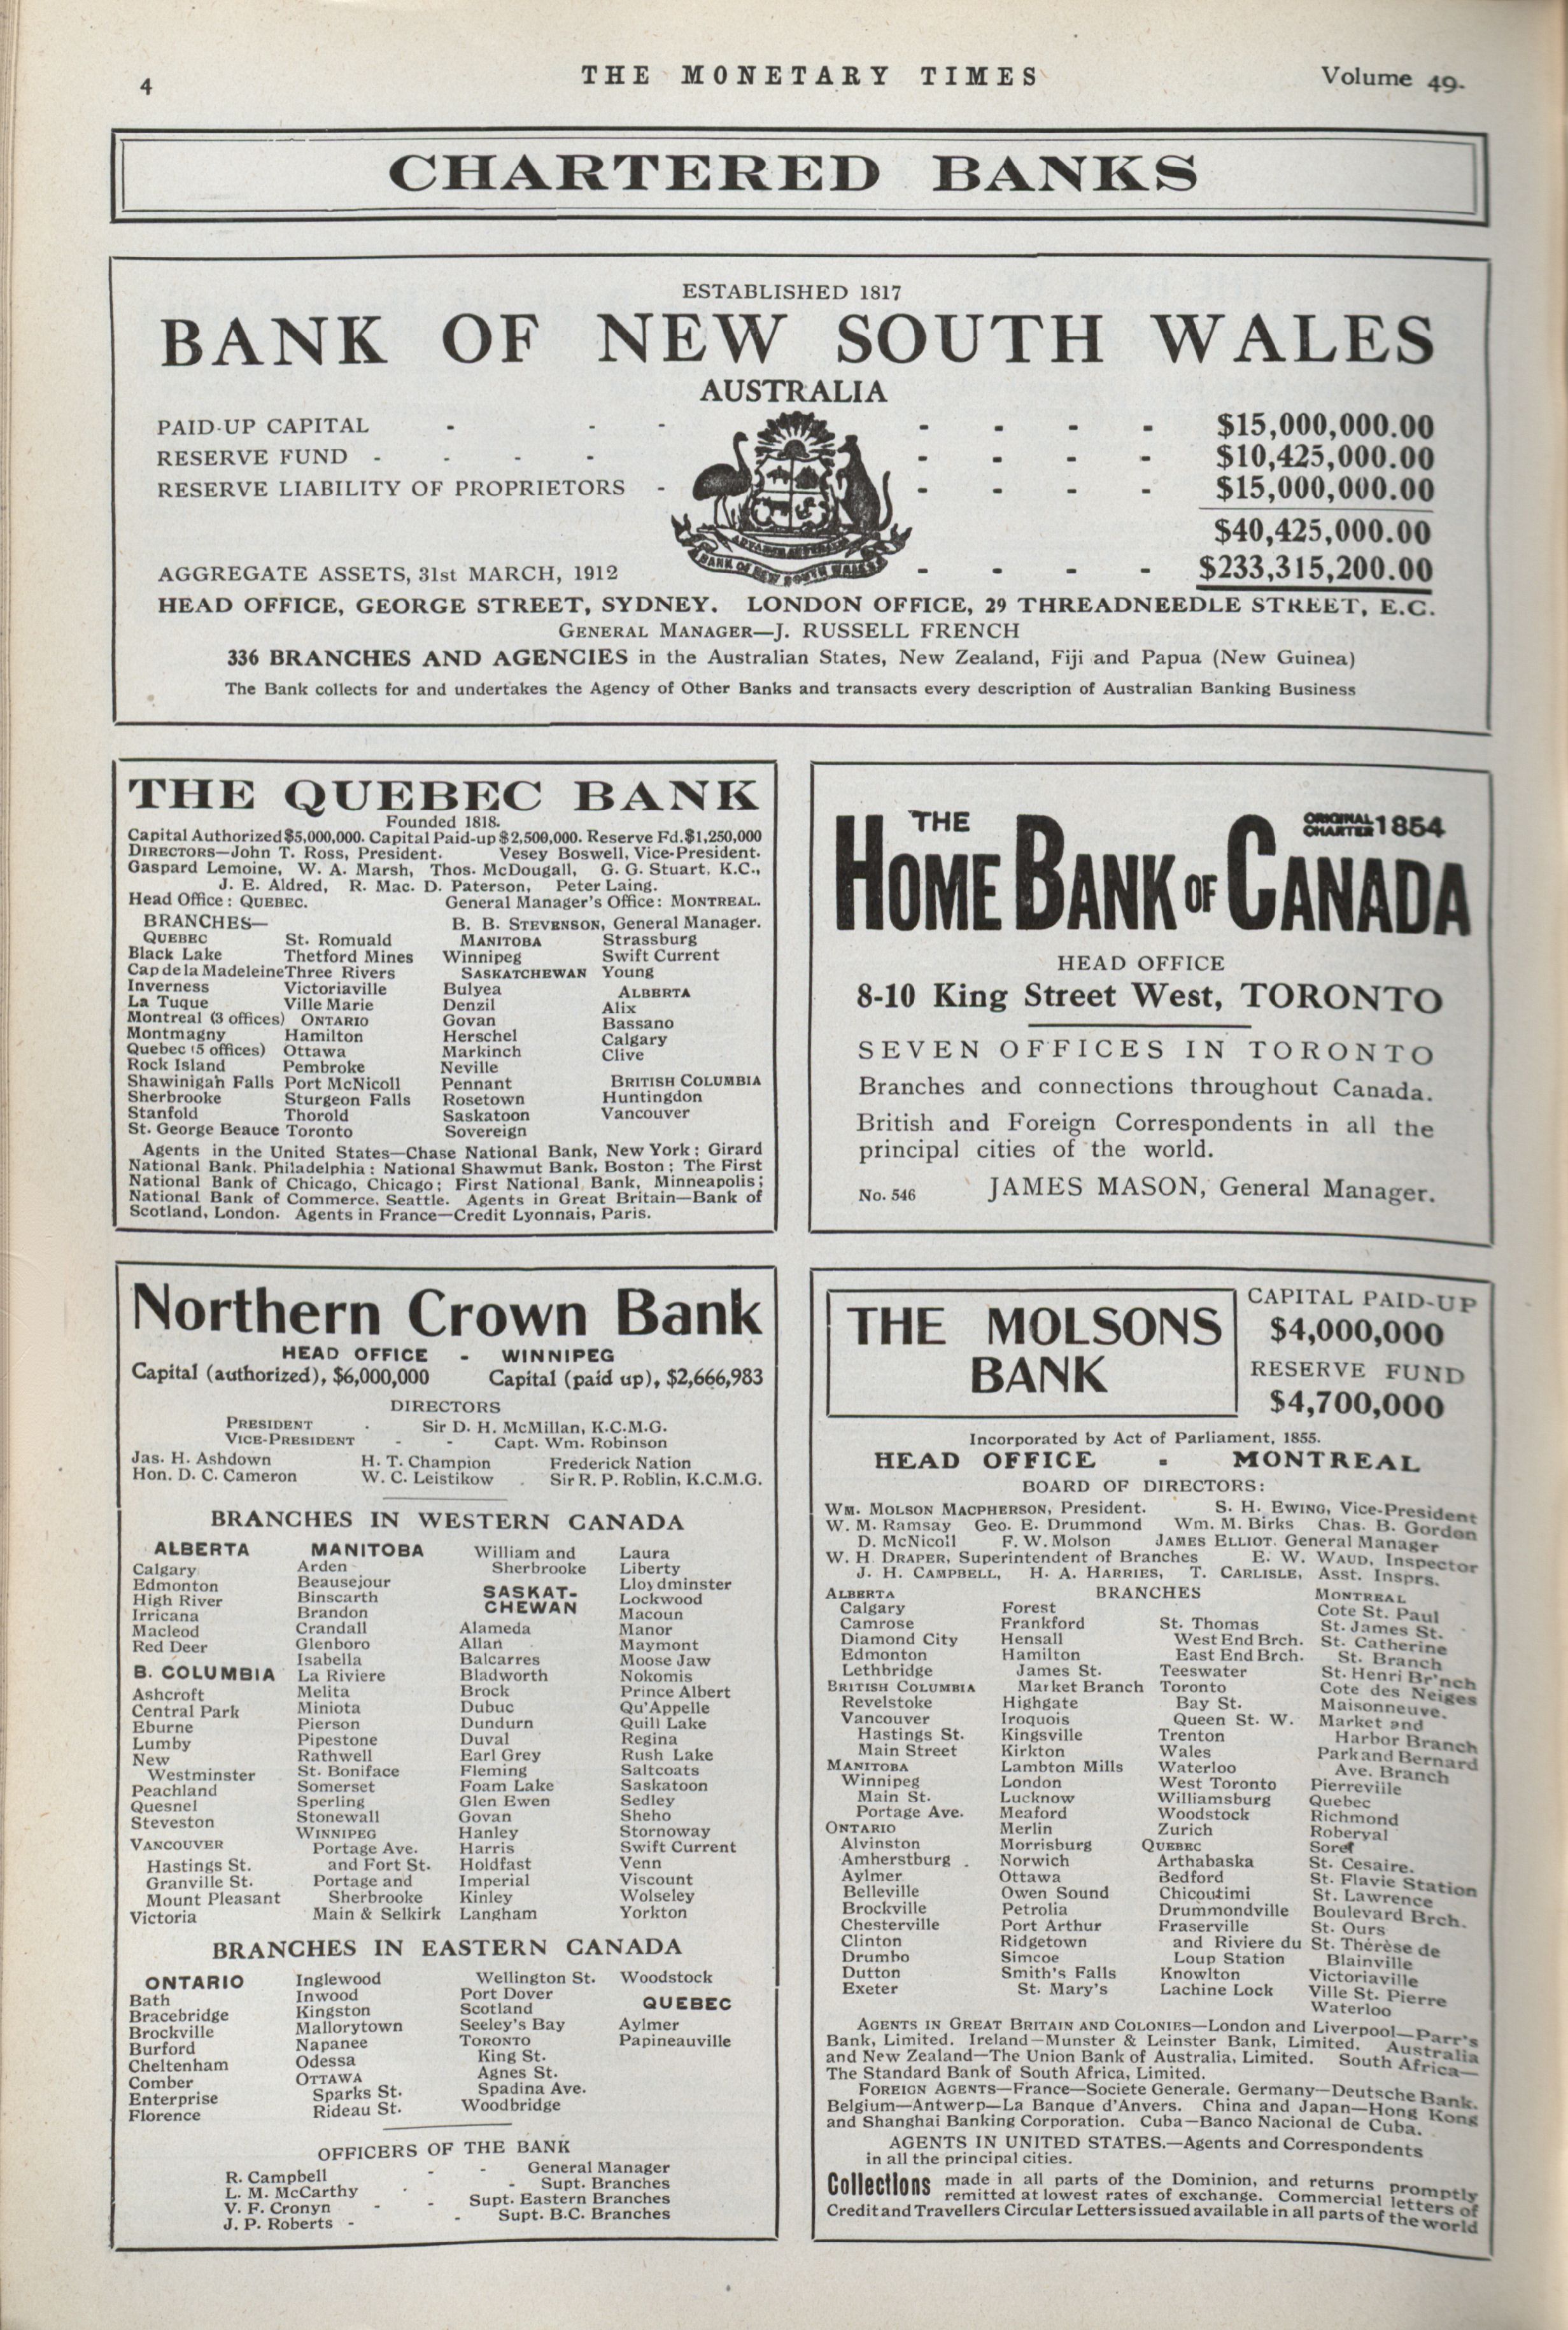 4
THE MONETARY TIMES
Volume 49.
CHARTERED BANKS
ESTABLISHED 1817
BANK OF NEW SOUTH WALES
AUSTRALIA
PAID-UP CAPITAL - - - - - - - $15,000,000.00
RESERVE FUND - - - - - - - - $10,425,000.00
RESERVE LIABILITY OF PROPRIETORS - - - - - $15,000,000.00
$40,425,000.00
AGGREGATE ASSETS, 31st MARCH, 1912 - - - - $233,315,200.00
BANK OF NEW SOUTH WALES
HEAD OFFICE, GEORGE STREET, SYDNEY. LONDON OFFICE, 29 THREADNEEDLE STREET, E.C.
GENERAL MANAGER—J. RUSSELL FRENCH
336 BRANCHES AND AGENCIES in the Australian States, New Zealand, Fiji and Papua (New Guinea)
The Bank collects for and undertakes the Agency of Other Banks and transacts every description of Australian Banking Business
THE QUEBEC BANK
Founded 1818.
Capital Authorized $5,000,000. Capital Paid-up $2,500,000. Reserve Fd. $1,250,000
DIRECTORS—John T. Ross, President. Vesey Boswell, Vice-President.
Gaspard Lemoine, W. A. Marsh, Thos. McDougall, G. G. Stuart, K.C.,
J. E. Aldred, R. Mac. D. Paterson, Peter Laing.
Head Office: QUEBEC. General Manager's Office: MONTREAL.
BRANCHES— B. B. STEVENSON, General Manager.
QUEBEC
Black Lake
Cap de la Madeleine
Inverness
La Tuque
Montreal (3 offices)
Montmagny
Quebec (5 offices)
Rock Island
Shawinigan Falls
Sherbrooke
Stanfold
St. George Beauce
St. Romuald
Thetford Mines
Three Rivers
Victoriaville
Ville Marie
ONTARIO
Hamilton
Ottawa
Pembroke
Port McNicoll
Sturgeon Falls
Thorold
Toronto
MANITOBA
Winnipeg
SASKATCHEWAN
Bulyea
Denzil
Govan
Herschel
Markinch
Neville
Pennant
Rosetown
Saskatoon
Sovereign
Strassburg
Swift Current
Young
ALBERTA
Alix
Bassano
Calgary
Clive
BRITISH COLUMBIA
Huntingdon
Vancouver
Agents in the United States—Chase National Bank, New York; Girard
National Bank, Philadelphia; National Shawmut Bank, Boston; The First
National Bank of Chicago, Chicago; First National Bank, Minneapolis;
National Bank of Commerce, Seattle. Agents in Great Britain—Bank of
Scotland, London. Agents in France—Credit Lyonnais, Paris.
THE
ORIGINAL CHARTER 1854
HOME BANK OF CANADA
HEAD OFFICE
8-10 King Street West, TORONTO
SEVEN OFFICES IN TORONTO
Branches and connections throughout Canada.
British and Foreign Correspondents in all the
principal cities of the world.
No. 546 JAMES MASON, General Manager.
Northern Crown Bank
HEAD OFFICE - WINNIPEG
Capital (authorized), $6,000,000 Capital (paid up), $2,666,983
DIRECTORS
PRESIDENT - Sir D. H. McMillan, K.C.M.G.
VICE-PRESIDENT - - Capt. Wm. Robinson
Jas. H. Ashdown H. T. Champion Frederick Nation
Hon. D. C. Cameron W. C. Leistikow Sir R. P. Roblin, K.C.M.G.
BRANCHES IN WESTERN CANADA
ALBERTA
Calgary
Edmonton
High River
Irricana
Macleod
Red Deer
B. COLUMBIA
Ashcroft
Central Park
Eburne
Lumby
New
Westminster
Peachland
Quesnel
Steveston
VANCOUVER
Hastings St.
Granville St.
Mount Pleasant
Victoria
MANITOBA
Arden
Beausejour
Binscarth
Brandon
Crandall
Glenboro
Isabella
La Riviere
Melita
Miniota
Pierson
Pipestone
Rathwell
St. Boniface
Somerset
Sperling
Stonewall
WINNIPEG
Portage Ave.
and Fort St.
Portage and
Sherbrooke
Main & Selkirk
William and
Sherbrooke
SASKAT-
CHEWAN
Alameda
Allan
Balcarres
Bladworth
Brock
Dubuc
Dundurn
Duval
Earl Grey
Fleming
Foam Lake
Glen Ewen
Govan
Hanley
Harris
Holdfast
Imperial
Kinley
Langham
Laura
Liberty
Lloydminster
Lockwood
Macoun
Manor
Maymont
Moose Jaw
Nokomis
Prince Albert
Qu'Appelle
Quill Lake
Regina
Rush Lake
Saltcoats
Saskatoon
Sedley
Sheho
Stornoway
Swift Current
Venn
Viscount
Wolseley
Yorkton
BRANCHES IN EASTERN CANADA
ONTARIO
Bath
Bracebridge
Brockville
Burford
Cheltenham
Comber
Enterprise
Florence
Inglewood
Inwood
Kingston
Mallorytown
Napanee
Odessa
OTTAWA
Sparks St.
Rideau St.
Wellington St.
Port Dover
Scotland
Seeley's Bay
TORONTO
King St.
Agnes St.
Spadina Ave.
Woodbridge
Woodstock
QUEBEC
Aylmer
Papineauville
OFFICERS OF THE BANK
R. Campbell - - General Manager
L. M. McCarthy - - Supt. Branches
V. F. Cronyn - - Supt. Eastern Branches
J. P. Roberts - - Supt. B.C. Branches
THE MOLSONS
BANK
CAPITAL PAID-UP
$4,000,000
RESERVE FUND
$4,700,000
Incorporated by Act of Parliament, 1855.
HEAD OFFICE - MONTREAL
BOARD OF DIRECTORS:
WM. MOLSON MACPHERSON, President. S. H. EWING, Vice-President
W. M. Ramsay Geo. E. Drummond Wm. M. Birks Chas. B. Gordon
D. McNicoll F. W. Molson JAMES ELLIOT, General Manager
W. H. DRAPER, Superintendent of Branches E. W. WAUD, Inspector
J. H. CAMPBELL, H. A. HARRIES, T. CARLISLE, Asst. Insprs.
BRANCHES
ALBERTA
Calgary
Camrose
Diamond City
Edmonton
Lethbridge
BRITISH COLUMBIA
Revelstoke
Vancouver
Hastings St.
Main Street
MANITOBA
Winnipeg
Main St.
Portage Ave.
ONTARIO
Alvinston
Amherstburg
Aylmer
Belleville
Brockville
Chesterville
Clinton
Drumbo
Dutton
Exeter
Forest
Frankford
Hensall
Hamilton
James St.
Market Branch
Highgate
Iroquois
Kingsville
Kirkton
Lambton Mills
London
Lucknow
Meaford
Merlin
Morrisburg
Norwich
Ottawa
Owen Sound
Petrolia
Port Arthur
Ridgetown
Simcoe
Smith's Falls
St. Mary's
St. Thomas
West End Brch.
East End Brch.
Teeswater
Toronto
Bay St.
Queen St. W.
Trenton
Wales
Waterloo
West Toronto
Williamsburg
Woodstock
Zurich
QUEBEC
Arthabaska
Bedford
Chicoutimi
Drummondville
Fraserville
and Riviere du
Loup Station
Knowlton
Lachine Lock
MONTREAL
Cote St. Paul
St. James St.
St. Catherine
St. Branch
St. Henri Br'nch
Cote des Neiges
Maisonneuve.
Market and
Harbor Branch
Park and Bernard
Ave. Branch
Pierreville
Quebec
Richmond
Roberval
Sorel
St. Cesaire.
St. Flavie Station
St. Lawrence
Boulevard Brch.
St. Ours
St. Thérèse de
Blainville
Victoriaville
Ville St. Pierre
Waterloo
AGENTS IN GREAT BRITAIN AND COLONIES—London and Liverpool—Parr's
Bank, Limited. Ireland—Munster & Leinster Bank, Limited. Australia
and New Zealand—The Union Bank of Australia, Limited. South Africa—
The Standard Bank of South Africa, Limited.
FOREIGN AGENTS—France—Societe Generale. Germany—Deutsche Bank.
Belgium—Antwerp—La Banque d'Anvers. China and Japan—Hong Kong
and Shanghai Banking Corporation. Cuba—Banco Nacional de Cuba.
AGENTS IN UNITED STATES.—Agents and Correspondents
in all the principal cities.
Collections made in all parts of the Dominion, and returns promptly
remitted at lowest rates of exchange. Commercial letters of
Credit and Travellers Circular Letters issued available in all parts of the world